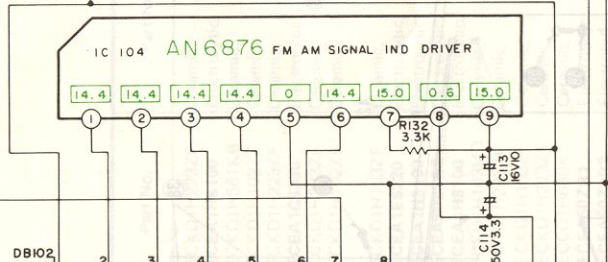 IC 104 AN6876 FM AM SIGNAL IND DRIVER
14.4 14.4 14.4 14.4 0 14.4 15.0 0.6 15.0
1 2 3 4 5 6 7 8 9
R132
3.3K
+
C113
16V10
+
C114
50V3.3
DB102
2 3 4 5 6 7 8